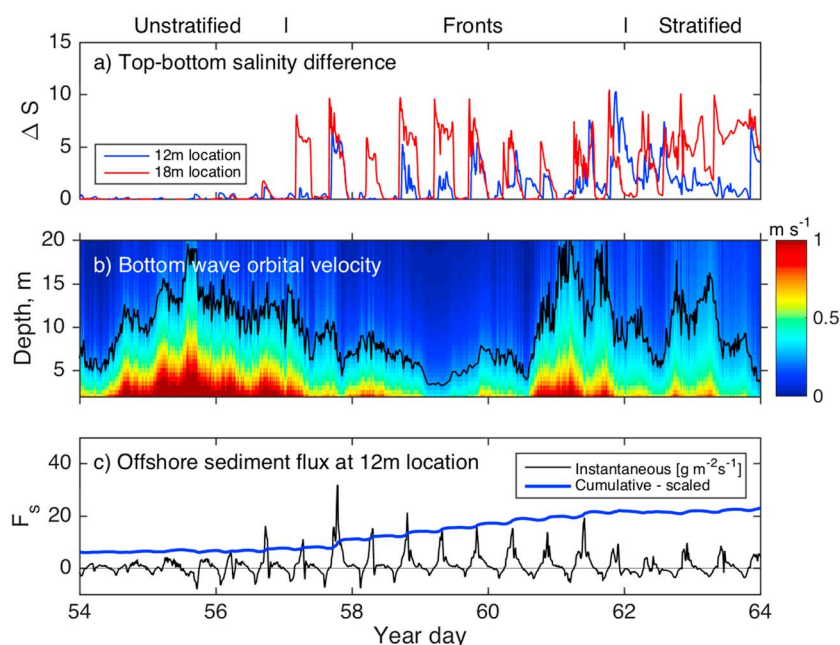 Unstratified | Fronts | Stratified
a) Top-bottom salinity difference
Δ S
15
10
5
0
12m location
18m location
b) Bottom wave orbital velocity
Depth, m
20
15
10
5
m s⁻¹
1
0.5
0
c) Offshore sediment flux at 12m location
Fₛ
40
20
0
Instantaneous [g m⁻²s⁻¹]
Cumulative - scaled
54 56 58 60 62 64
Year day